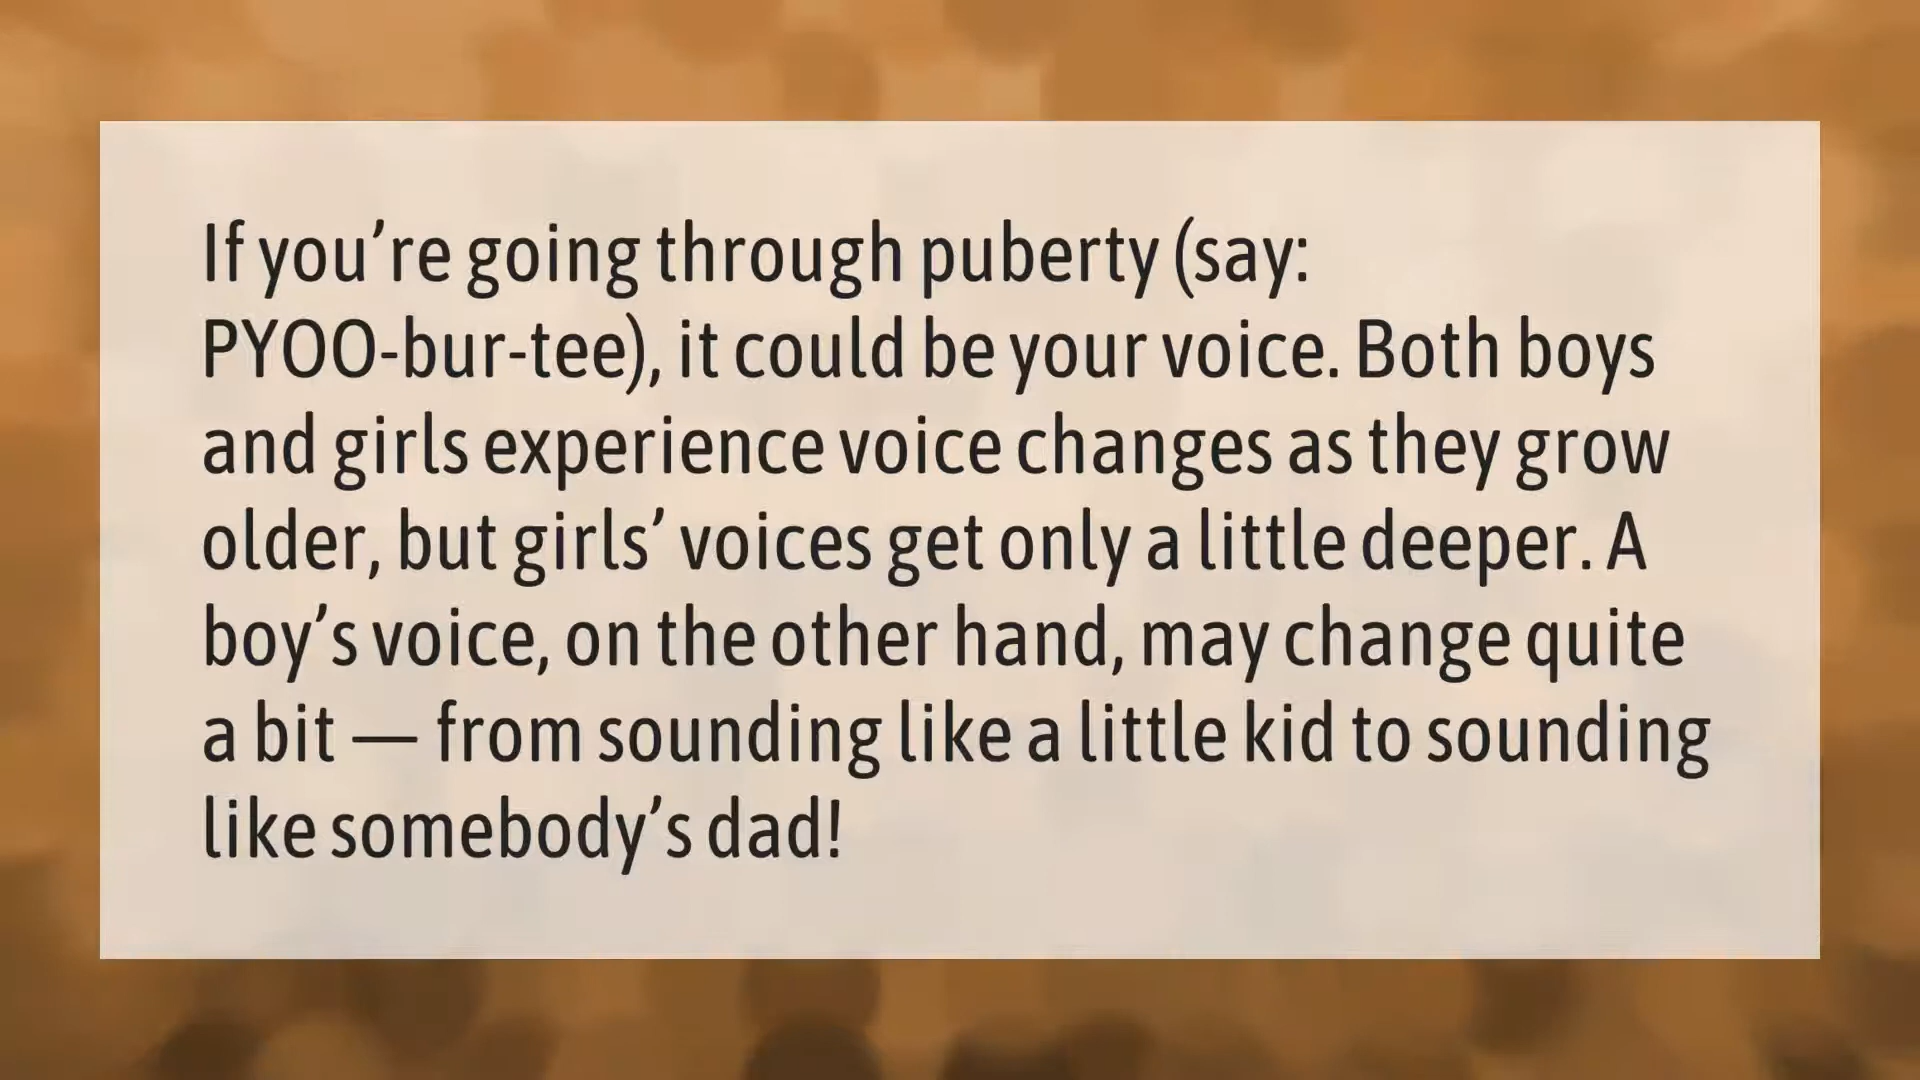 If you’re going through puberty (say:
PYOO-bur-tee), it could be your voice. Both boys
and girls experience voice changes as they grow
older, but girls’ voices get only a little deeper. A
boy’s voice, on the other hand, may change quite
a bit — from sounding like a little kid to sounding
like somebody’s dad!